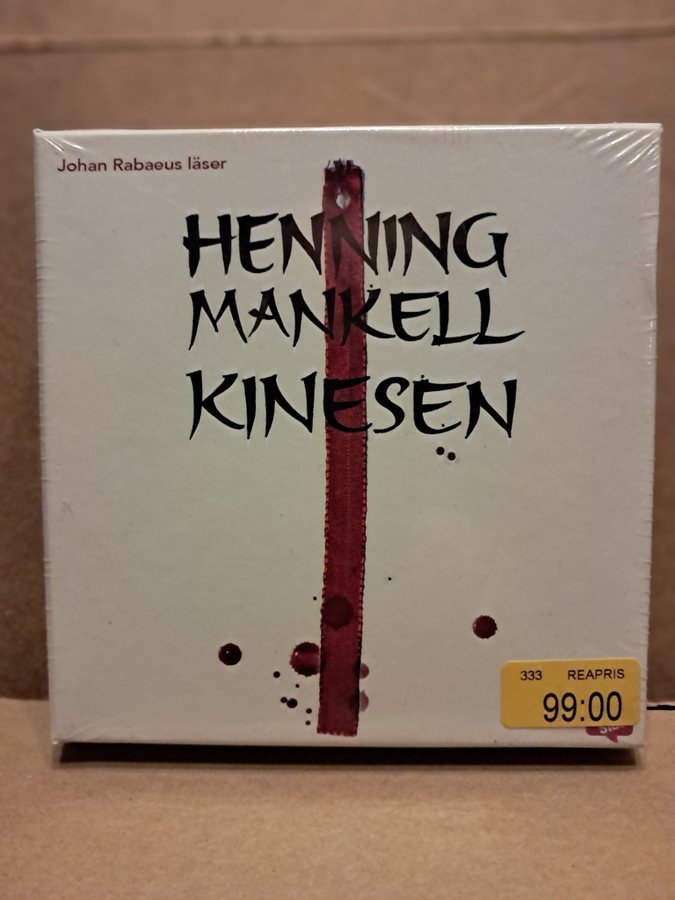 Johan Rabaeus läser
HENNING
MANKELL
KINESEN
333 REAPRIS
99:00